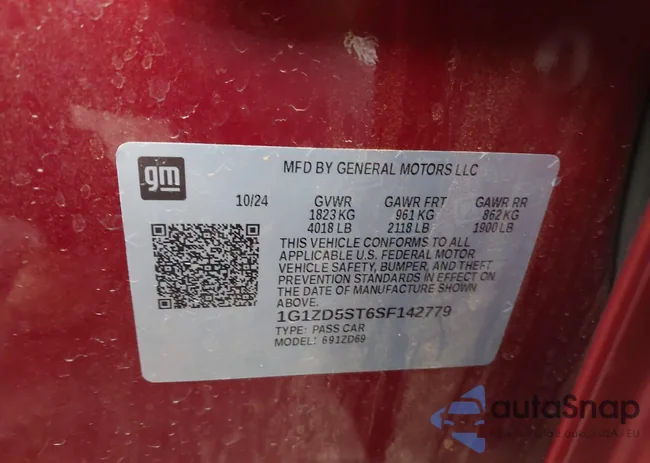 gm
MFD BY GENERAL MOTORS LLC
10/24 GVWR GAWR FRT GAWR RR
1823 KG 961 KG 862 KG
4018 LB 2118 LB 1900 LB
THIS VEHICLE CONFORMS TO ALL
APPLICABLE U.S. FEDERAL MOTOR
VEHICLE SAFETY, BUMPER, AND THEFT
PREVENTION STANDARDS IN EFFECT ON
THE DATE OF MANUFACTURE SHOWN
ABOVE.
1G1ZD5ST6SF142779
TYPE: PASS CAR
MODEL: 691ZD69
autoSnap